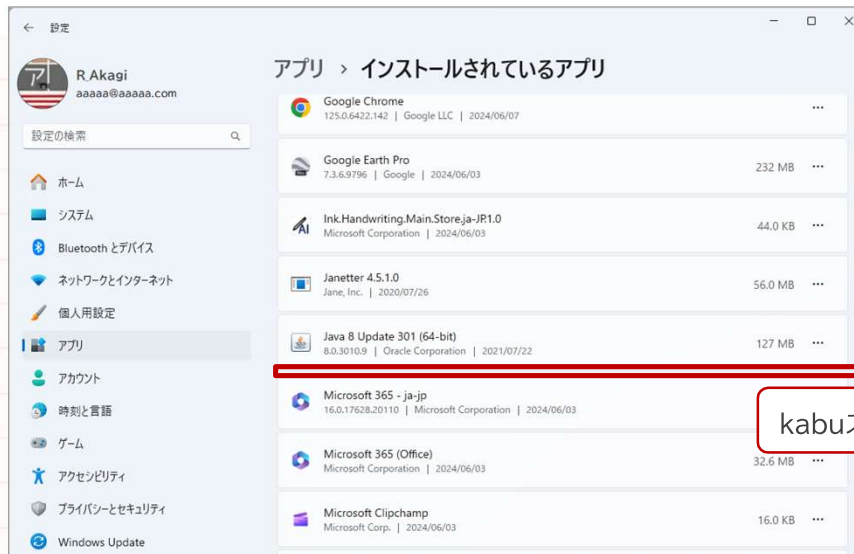 設定
R_Akagi
aaaaa@aaaaa.com
設定の検索
ホーム
システム
Bluetooth とデバイス
ネットワークとインターネット
個人用設定
アプリ
アカウント
時刻と言語
ゲーム
アクセシビリティ
プライバシーとセキュリティ
Windows Update
アプリ > インストールされているアプリ
Google Chrome
125.0.6422.142 | Google LLC | 2024/06/07
Google Earth Pro
7.3.6.9796 | Google | 2024/06/03
232 MB
Ink.Handwriting.Main.Store.ja-JP.1.0
Microsoft Corporation | 2024/06/03
44.0 KB
Janetter 4.5.1.0
Jane, Inc. | 2020/07/26
56.0 MB
Java 8 Update 301 (64-bit)
8.0.3010.9 | Oracle Corporation | 2021/07/22
127 MB
Microsoft 365 - ja-jp
16.0.17628.20110 | Microsoft Corporation | 2024/06/03
kabuス
Microsoft 365 (Office)
Microsoft Corporation | 2024/06/03
32.6 MB
Microsoft Clipchamp
Microsoft Corp. | 2024/06/03
16.0 KB